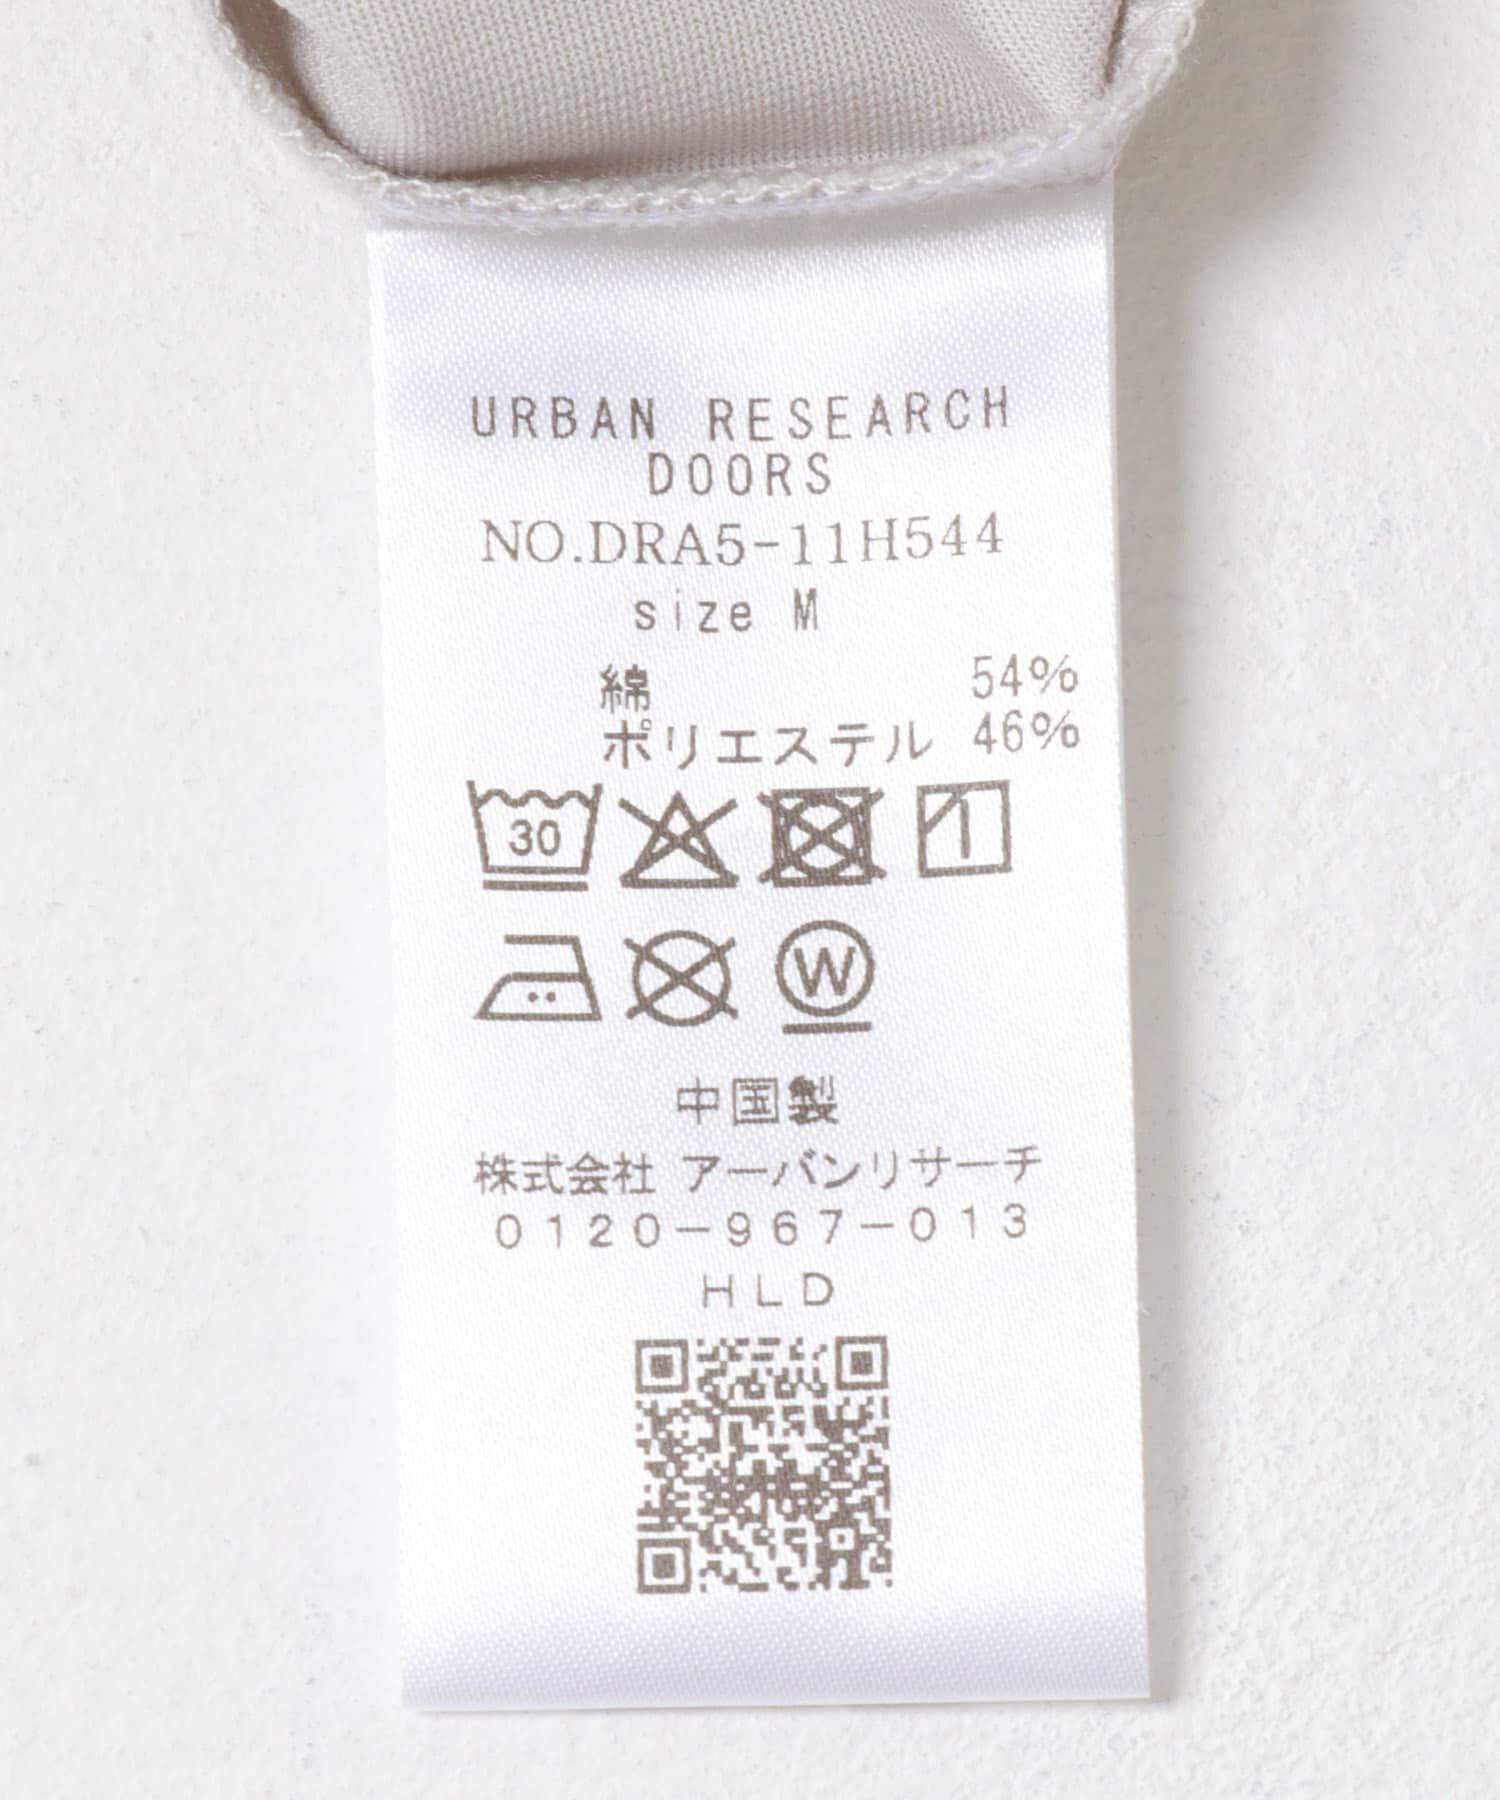 URBAN RESEARCH
DOORS
NO.DRA5-11H544
size M
綿 54%
ポリエステル 46%
30
W
中国製
株式会社 アーバンリサーチ
0120-967-013
HLD